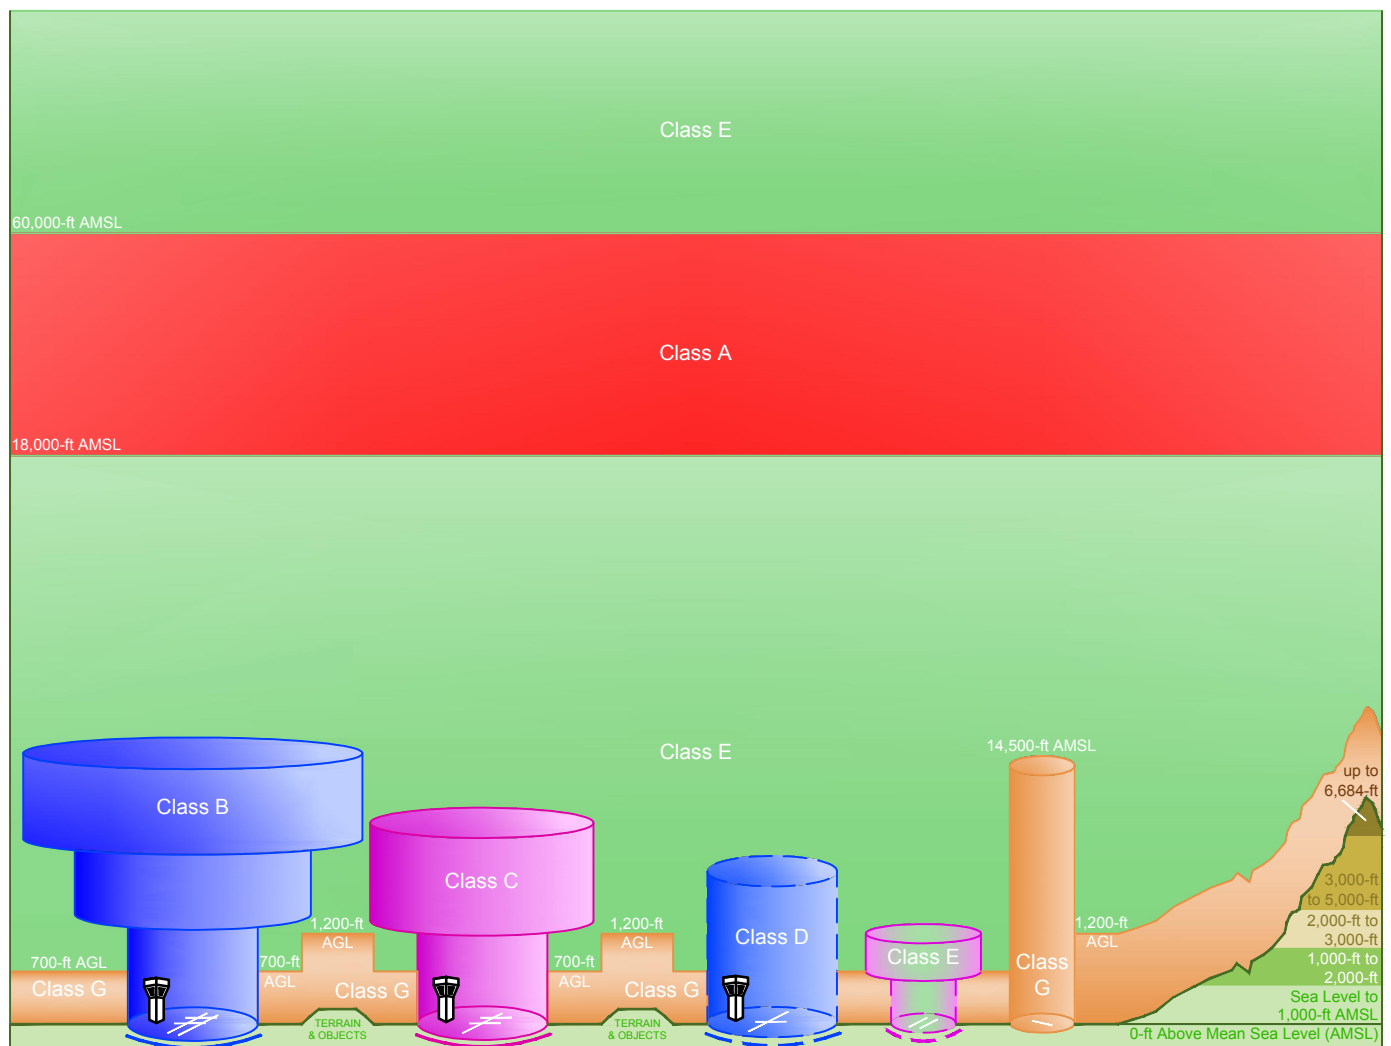 Class E
60,000-ft AMSL
Class A
18,000-ft AMSL
Class E
14,500-ft AMSL
Class B
up to
6,684-ft
Class C
3,000-ft
to 5,000-ft
1,200-ft
AGL
1,200-ft
AGL
Class D
1,200-ft
AGL
2,000-ft to
3,000-ft
Class E
700-ft AGL
Class G
700-ft
AGL
Class G
700-ft
AGL
Class G
Class
G
1,000-ft to
2,000-ft
Sea Level to
1,000-ft AMSL
TERRAIN
& OBJECTS
TERRAIN
& OBJECTS
0-ft Above Mean Sea Level (AMSL)